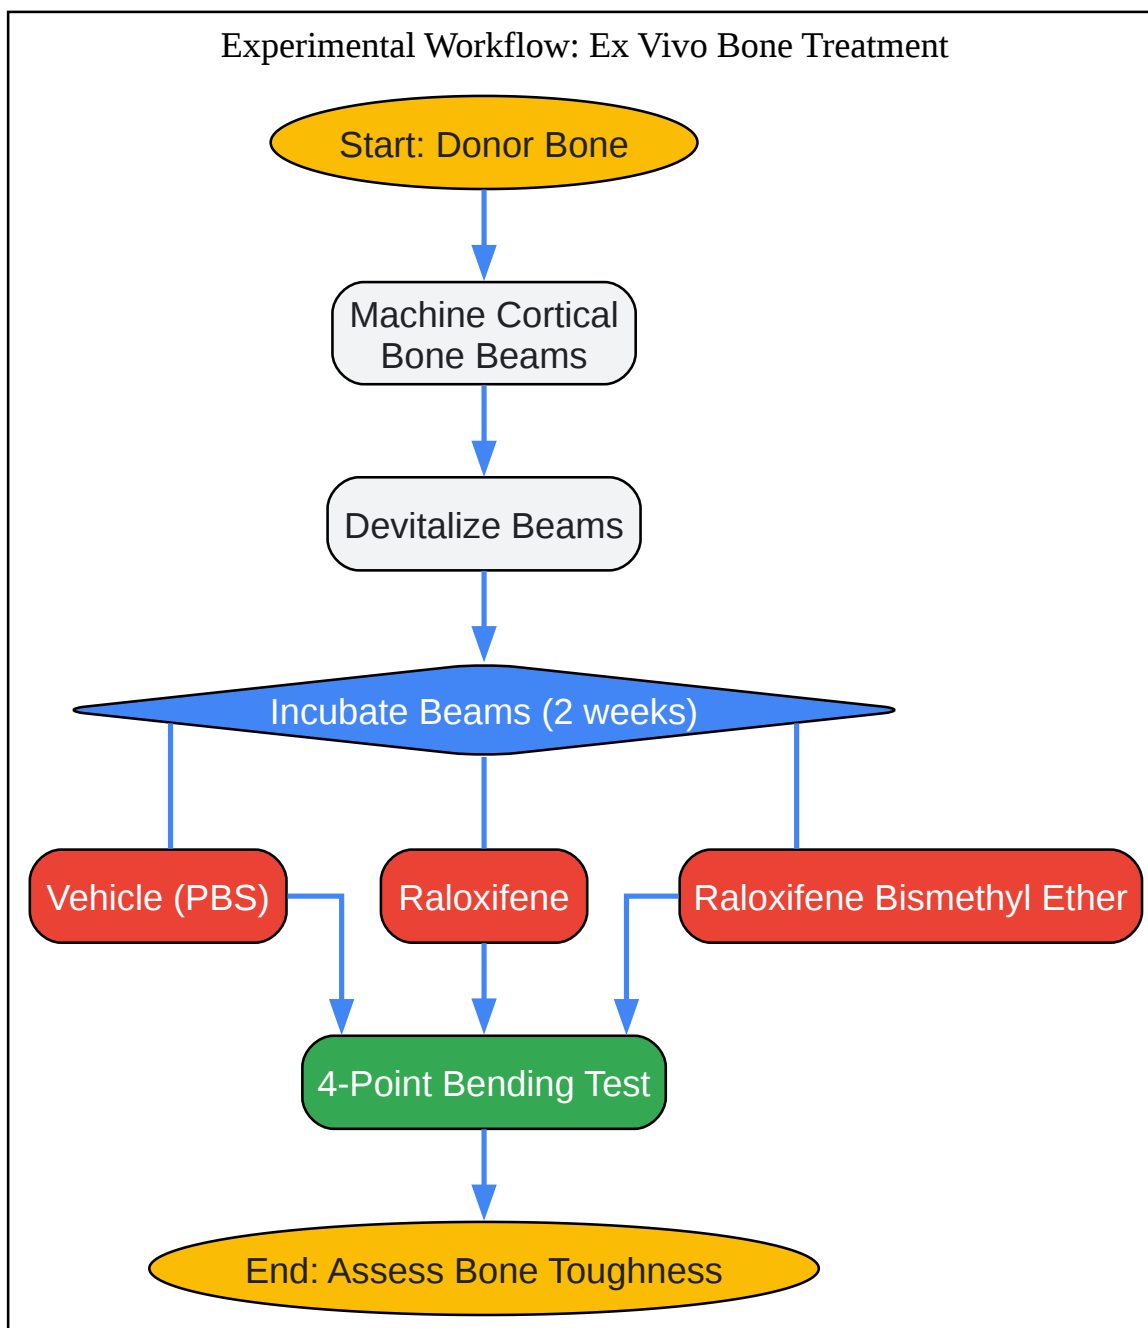 Experimental Workflow: Ex Vivo Bone Treatment
Start: Donor Bone
Machine Cortical
Bone Beams
Devitalize Beams
Incubate Beams (2 weeks)
Vehicle (PBS)
Raloxifene
Raloxifene Bismethyl Ether
4-Point Bending Test
End: Assess Bone Toughness